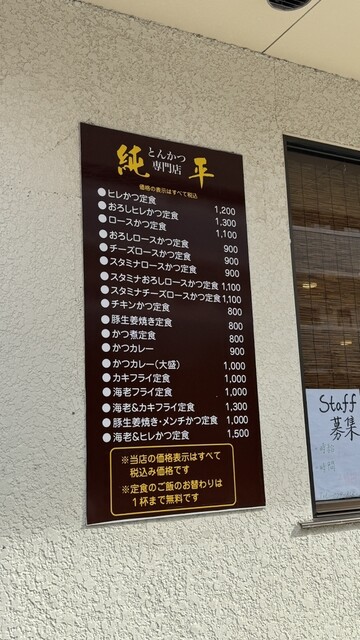 純 とんかつ専門店 平
価格の表示はすべて税込
●ヒレかつ定食 1,200
●おろしヒレかつ定食 1,300
●ロースかつ定食 1,100
●おろしロースかつ定食 900
●チーズロースかつ定食 900
●スタミナロースかつ定食 900
●スタミナおろしロースかつ定食 1,100
●スタミナチーズロースかつ定食 1,100
●チキンかつ定食 800
●豚生姜焼き定食 800
●かつ煮定食 800
●かつカレー 900
●かつカレー(大盛) 1,000
●カキフライ定食 1,000
●海老フライ定食 1,000
●海老&カキフライ定食 1,300
●豚生姜焼き・メンチかつ定食 1,000
●海老&ヒレかつ定食 1,500
※当店の価格表示はすべて
税込み価格です
※定食のご飯のお替わりは
1杯まで無料です
Staff
募集